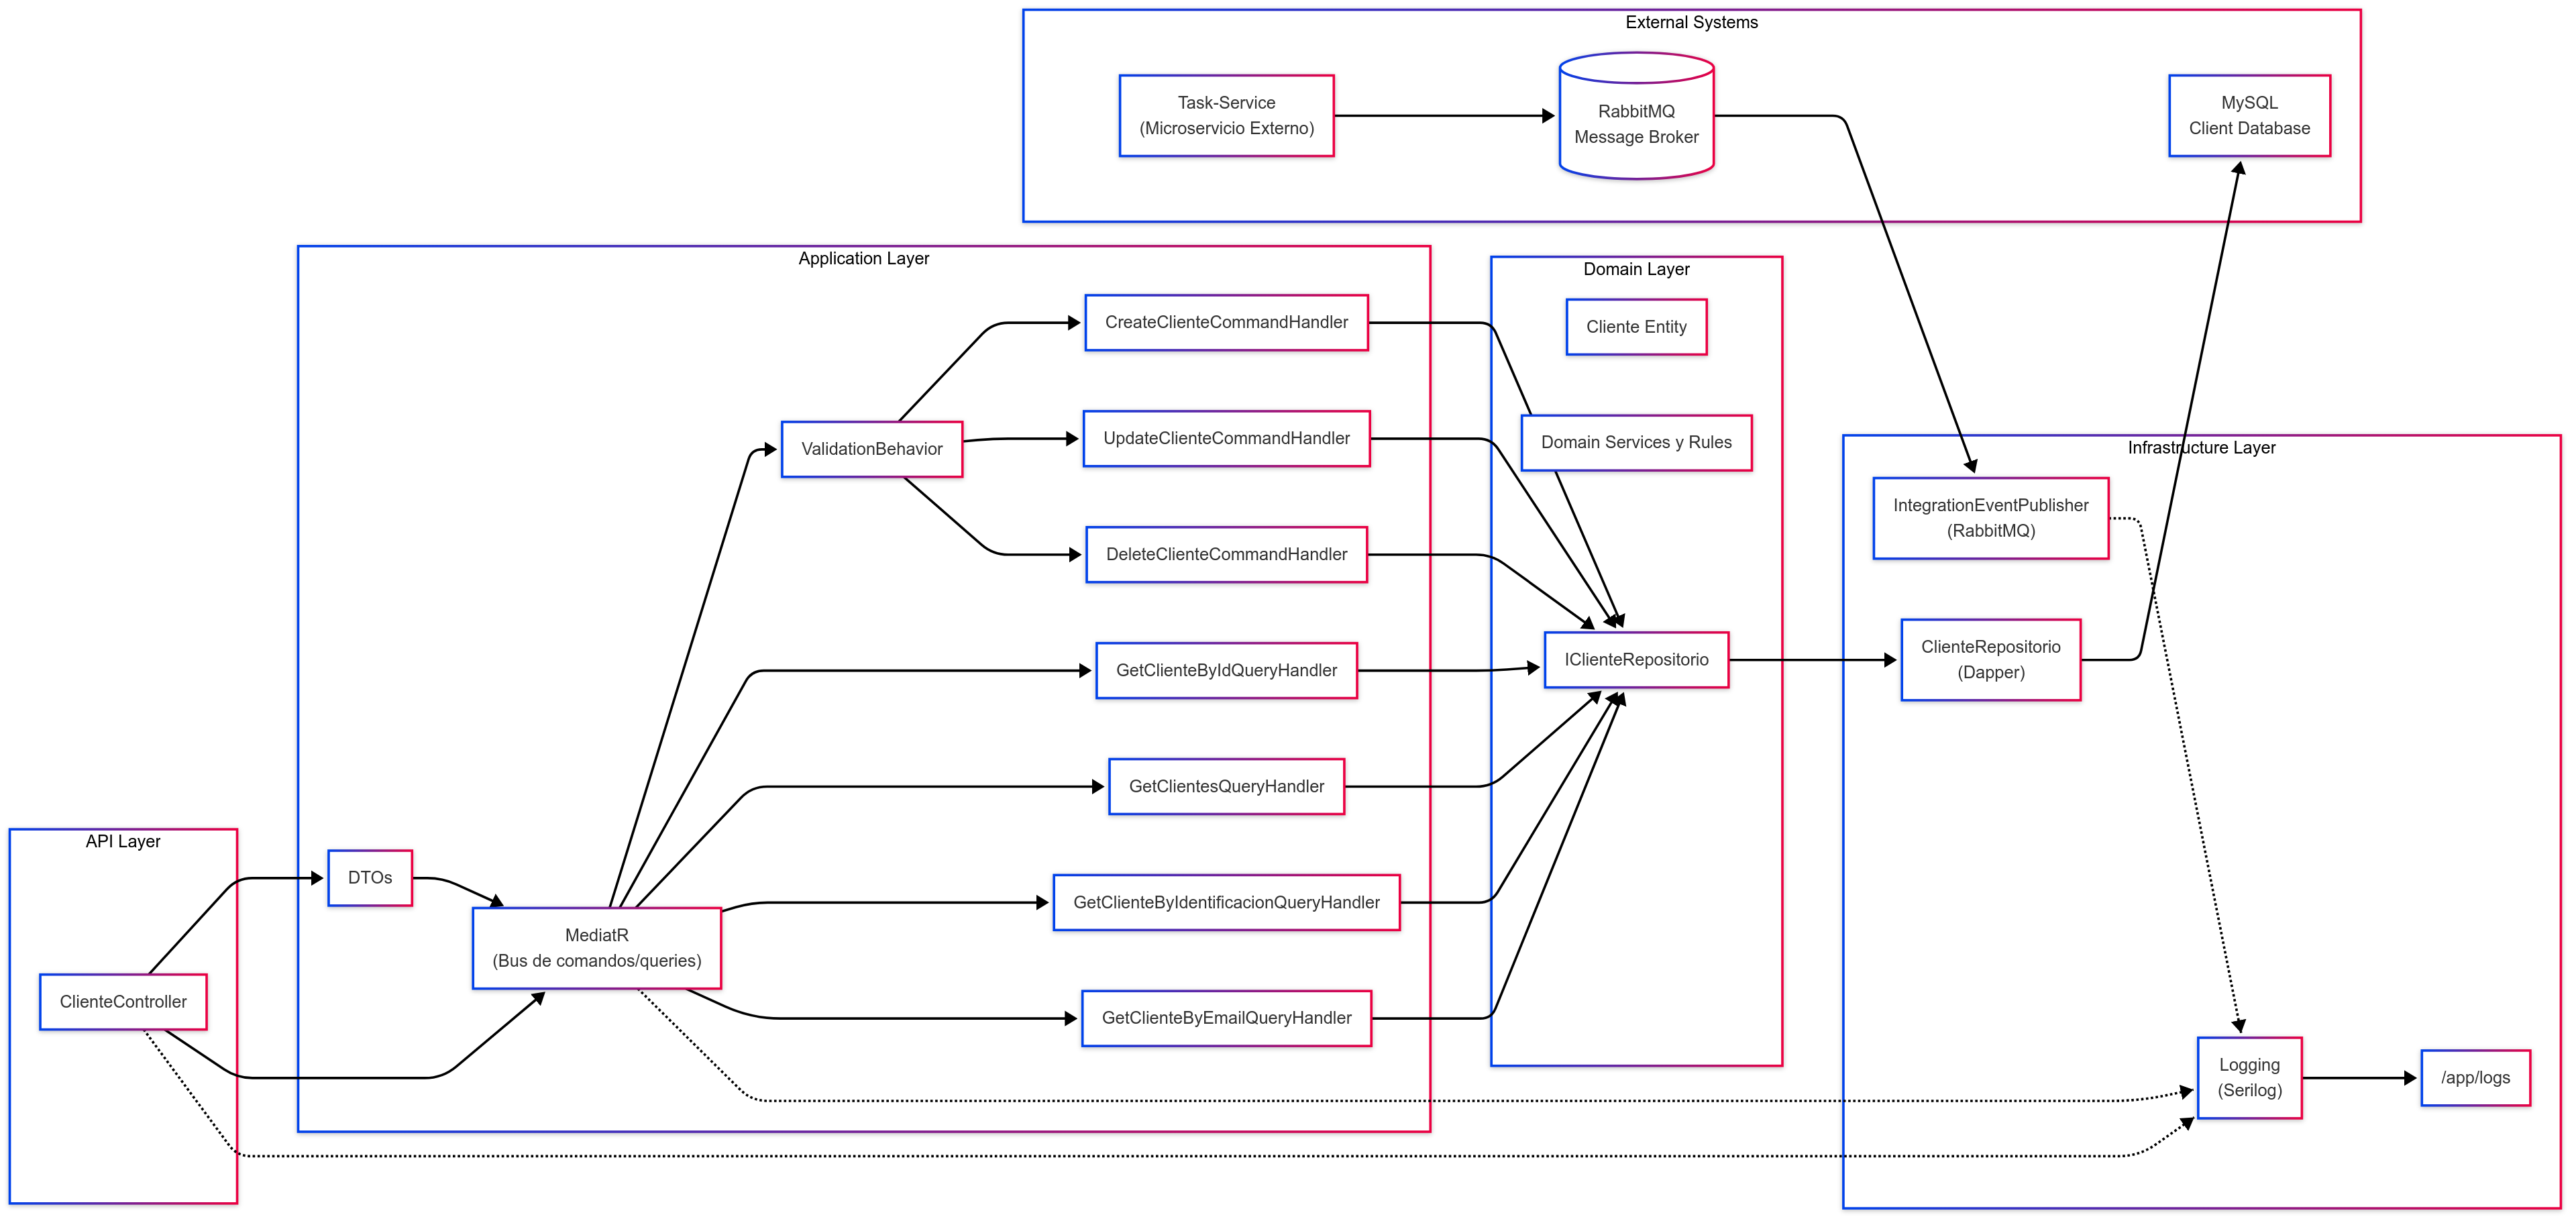 External Systems
Task-Service
(Microservicio Externo)
RabbitMQ
Message Broker
MySQL
Client Database
Application Layer
CreateClienteCommandHandler
UpdateClienteCommandHandler
ValidationBehavior
DeleteClienteCommandHandler
GetClienteByIdQueryHandler
GetClientesQueryHandler
GetClienteByIdentificacionQueryHandler
GetClienteByEmailQueryHandler
DTOs
MediatR
(Bus de comandos/queries)
Domain Layer
Cliente Entity
Domain Services y Rules
IClienteRepositorio
Infrastructure Layer
IntegrationEventPublisher
(RabbitMQ)
ClienteRepositorio
(Dapper)
Logging
(Serilog)
/app/logs
API Layer
ClienteController